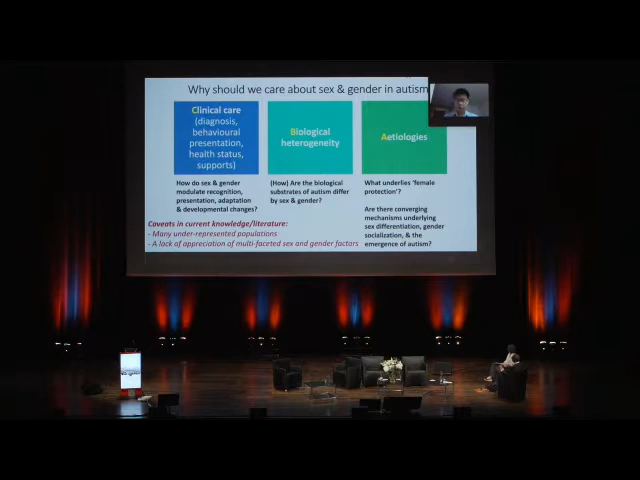 Why should we care about sex & gender in autism
Clinical care
(diagnosis,
behavioural
presentation,
health status,
supports)
Biological
heterogeneity
Aetiologies
How do sex & gender
modulate recognition,
presentation, adaptation
& developmental changes?
(How) Are the biological
substrates of autism differ
by sex & gender?
What underlies 'female
protection'?
Are there converging
mechanisms underlying
sex differentiation, gender
socialization, & the
emergence of autism?
Caveats in current knowledge/literature:
- Many under-represented populations
- A lack of appreciation of multi-faceted sex and gender factors